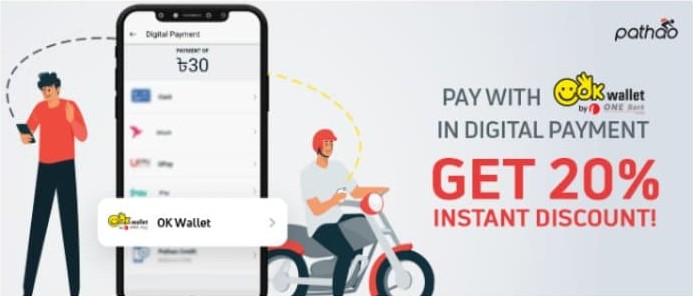 pathao
← Digital Payment
PAYMENT OF
৳30
Card
UPay
Pay
OK wallet
OK Wallet
Pathao Credit
PAY WITH OK wallet
by ONE Bank
IN DIGITAL PAYMENT
GET 20%
INSTANT DISCOUNT!